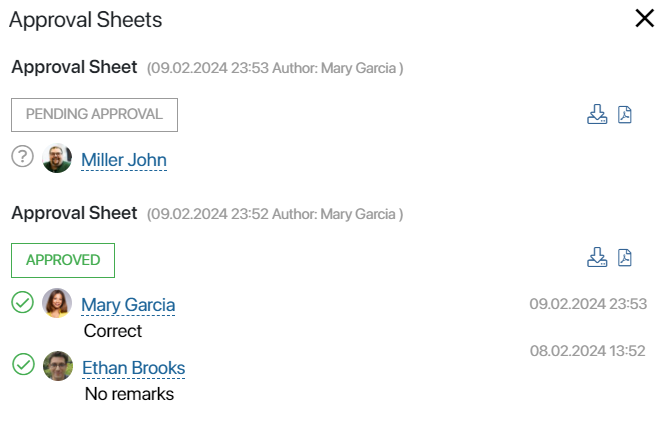 Approval Sheets
Approval Sheet (09.02.2024 23:53 Author: Mary Garcia )
PENDING APPROVAL
Miller John
Approval Sheet (09.02.2024 23:52 Author: Mary Garcia )
APPROVED
Mary Garcia 09.02.2024 23:53
Correct
08.02.2024 13:52
Ethan Brooks
No remarks